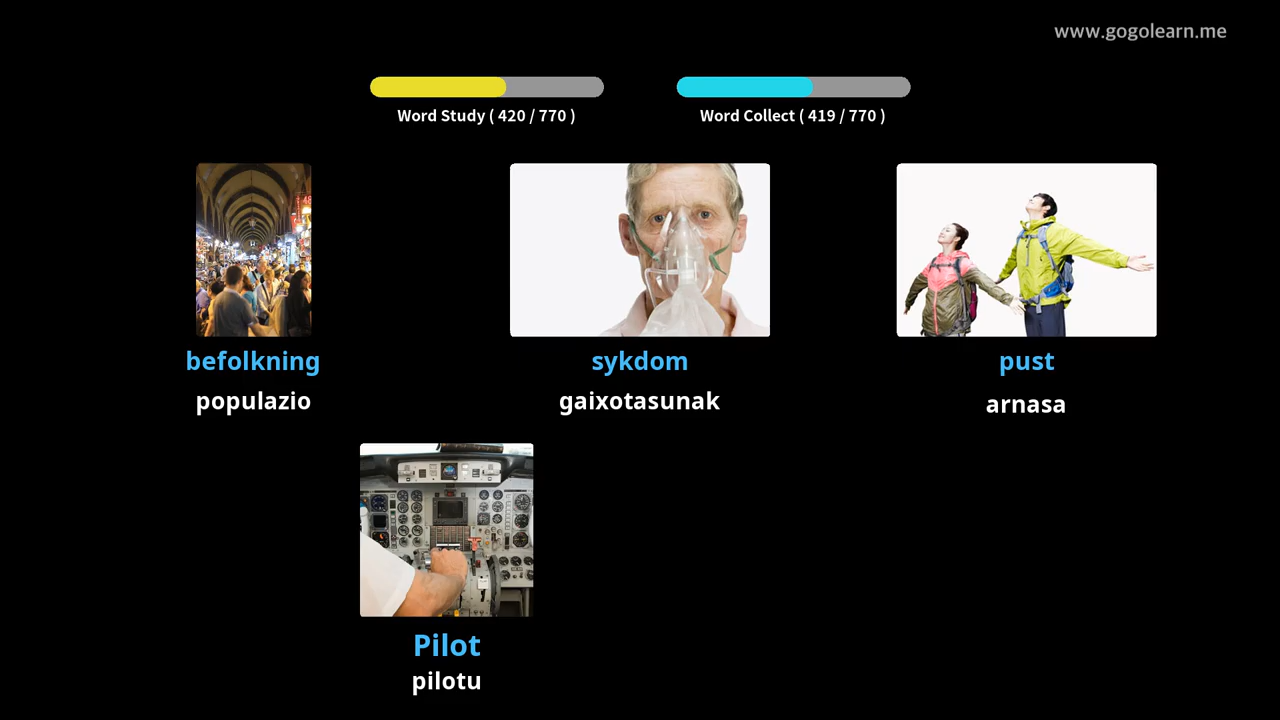 www.gogolearn.me
Word Study ( 420 / 770 )
Word Collect ( 419 / 770 )
befolkning
populazio
sykdom
gaixotasunak
pust
arnasa
Pilot
pilotu